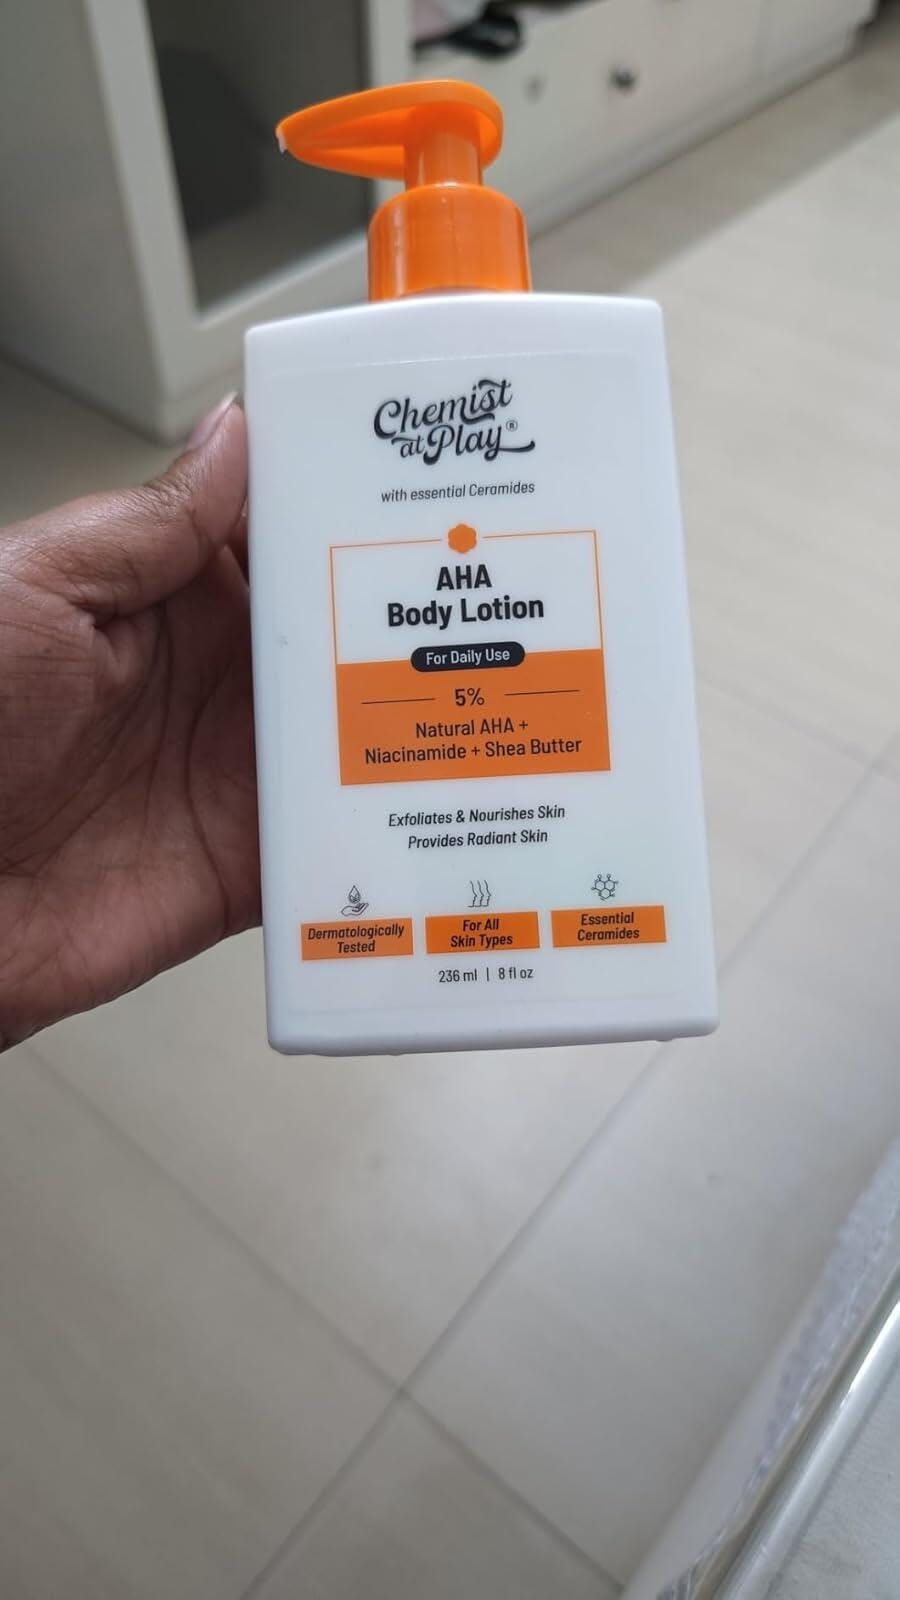 Chemist
at Play®
with essential Ceramides
AHA
Body Lotion
For Daily Use
5%
Natural AHA +
Niacinamide + Shea Butter
Exfoliates & Nourishes Skin
Provides Radiant Skin
Dermatologically
Tested
For All
Skin Types
Essential
Ceramides
236 ml | 8 fl oz